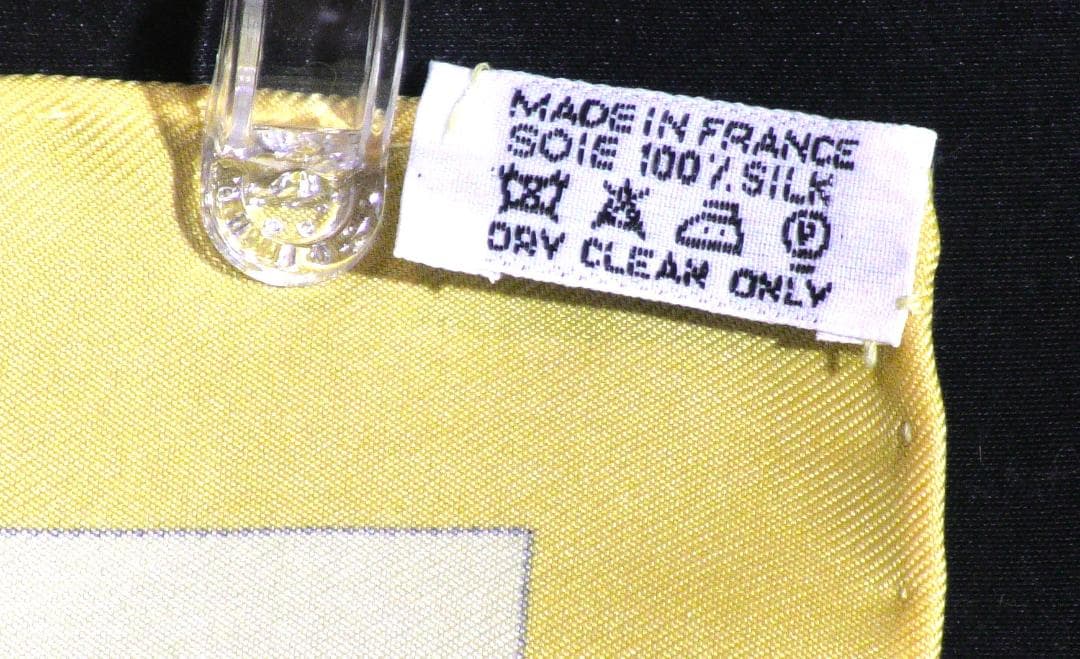 MADE IN FRANCE
SOIE 100% SILK
P
DRY CLEAN ONLY